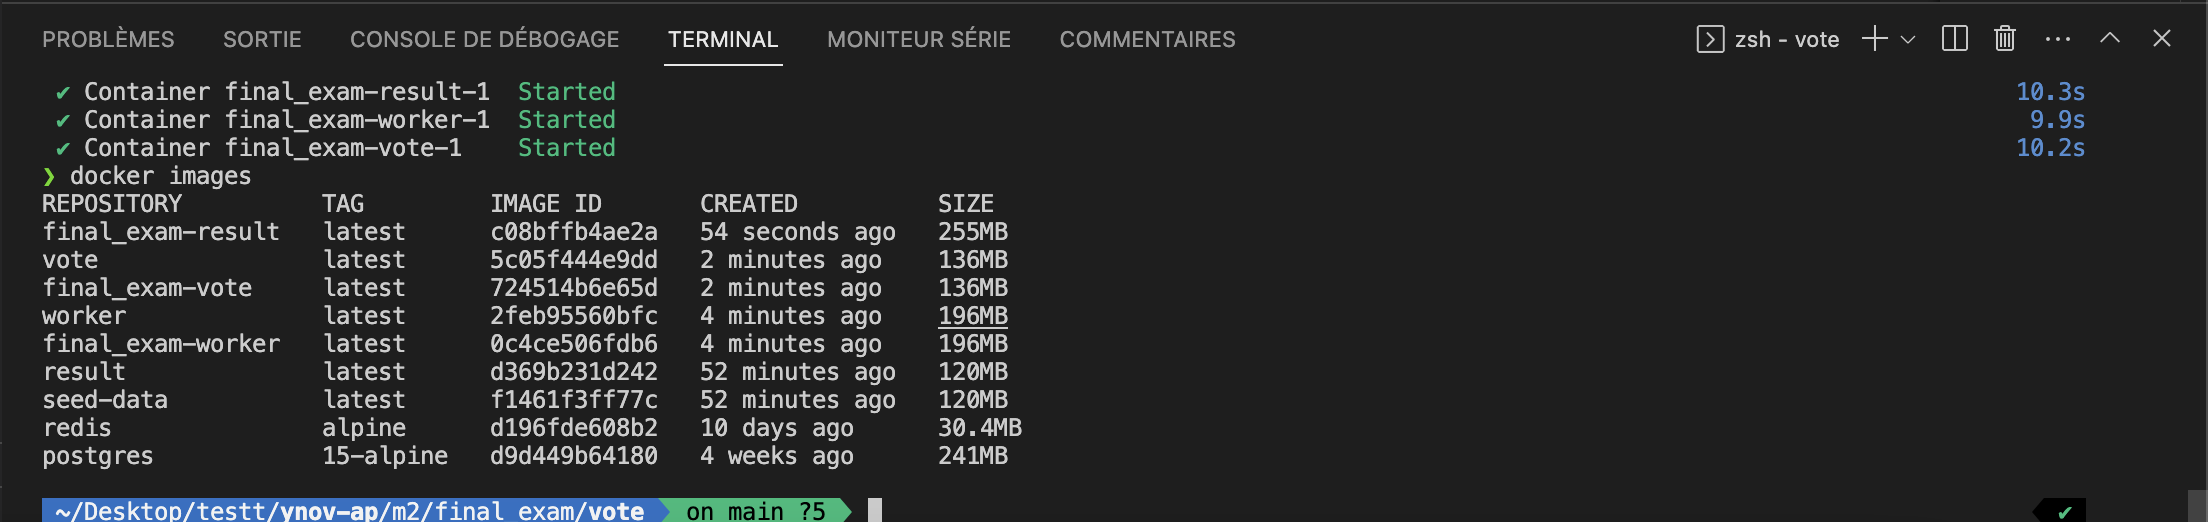 PROBLÈMES SORTIE CONSOLE DE DÉBOGAGE TERMINAL MONITEUR SÉRIE COMMENTAIRES zsh - vote
✔ Container final_exam-result-1 Started 10.3s
✔ Container final_exam-worker-1 Started 9.9s
✔ Container final_exam-vote-1 Started 10.2s
❯ docker images
REPOSITORY TAG IMAGE ID CREATED SIZE
final_exam-result latest c08bffb4ae2a 54 seconds ago 255MB
vote latest 5c05f444e9dd 2 minutes ago 136MB
final_exam-vote latest 724514b6e65d 2 minutes ago 136MB
worker latest 2feb95560bfc 4 minutes ago 196MB
final_exam-worker latest 0c4ce506fdb6 4 minutes ago 196MB
result latest d369b231d242 52 minutes ago 120MB
seed-data latest f1461f3ff77c 52 minutes ago 120MB
redis alpine d196fde608b2 10 days ago 30.4MB
postgres 15-alpine d9d449b64180 4 weeks ago 241MB
~/Desktop/testt/ynov-ap/m2/final_exam/vote on main ?5 ✔